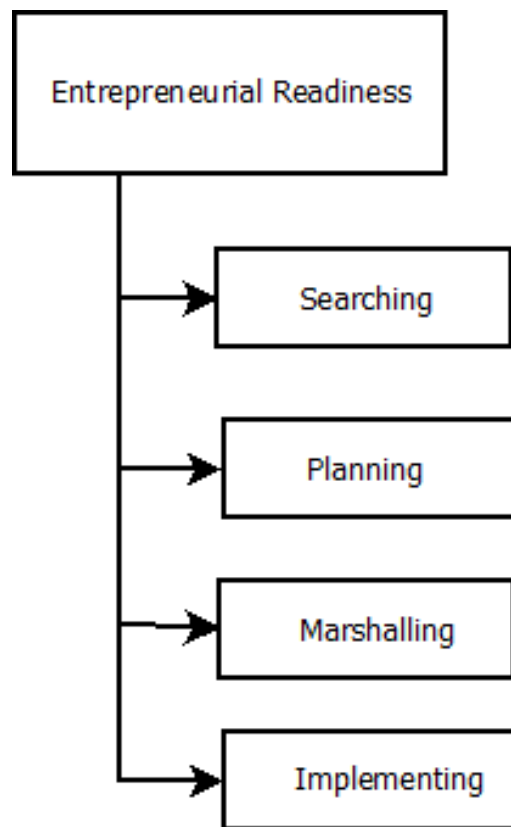 Entrepreneurial Readiness
Searching
Planning
Marshalling
Implementing